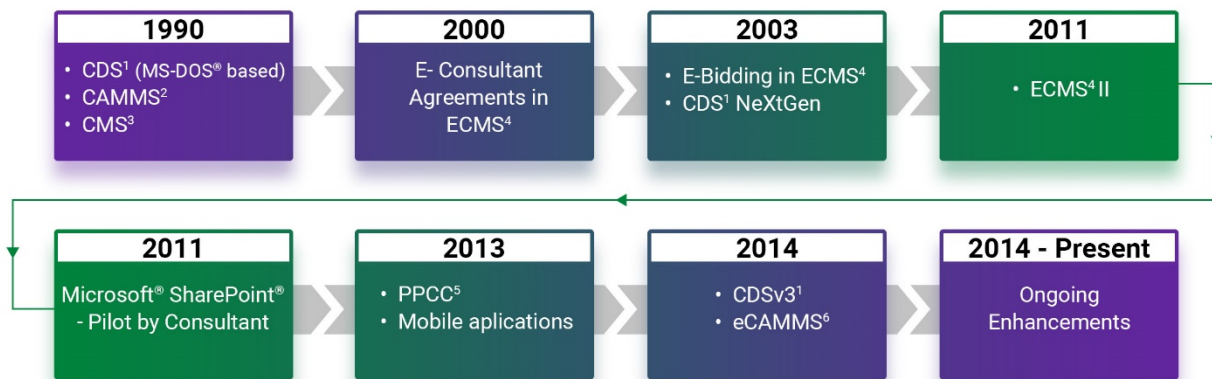 1990
• CDS¹ (MS-DOS® based)
• CAMMS²
• CMS³
2000
E- Consultant
Agreements in
ECMS⁴
2003
• E-Bidding in ECMS⁴
• CDS¹ NeXtGen
2011
• ECMS⁴ II
2011
Microsoft® SharePoint®
- Pilot by Consultant
2013
• PPCC⁵
• Mobile aplications
2014
• CDSv3¹
• eCAMMS⁶
2014 - Present
Ongoing
Enhancements